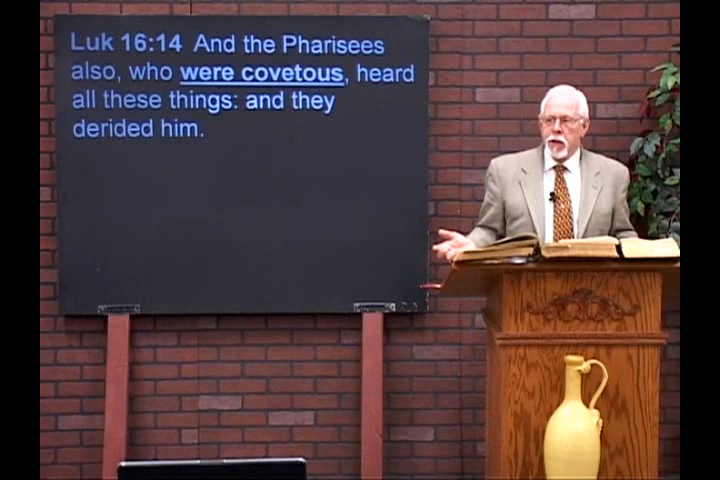 Luk 16:14 And the Pharisees
also, who were covetous, heard
all these things: and they
derided him.